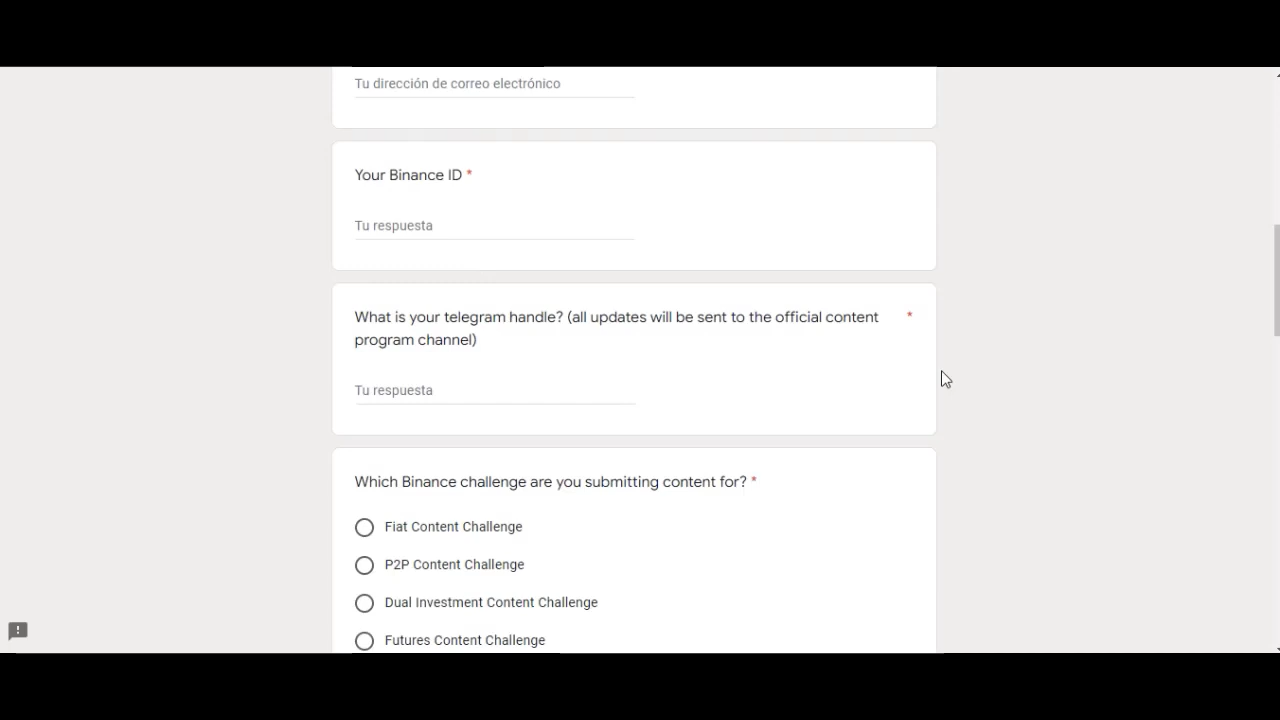 Tu dirección de correo electrónico
Your Binance ID *
Tu respuesta
What is your telegram handle? (all updates will be sent to the official content *
program channel)
Tu respuesta
Which Binance challenge are you submitting content for? *
Fiat Content Challenge
P2P Content Challenge
Dual Investment Content Challenge
Futures Content Challenge